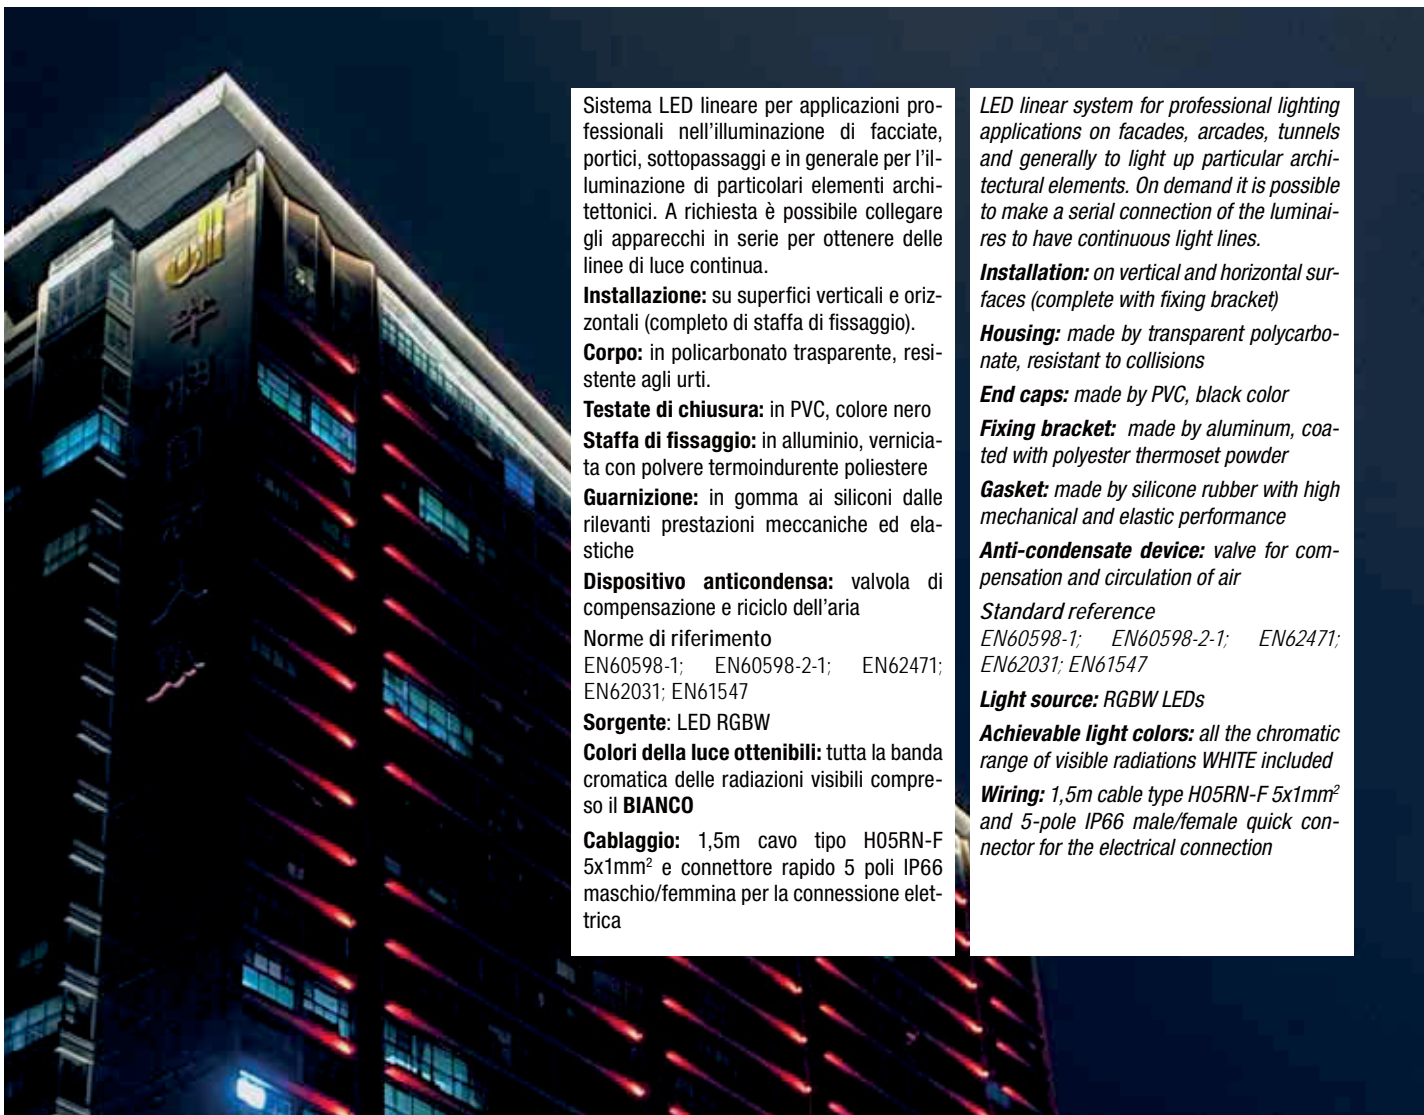 Sistema LED lineare per applicazioni pro-
fessionali nell'illuminazione di facciate,
portici, sottopassaggi e in generale per l'il-
luminazione di particolari elementi archi-
tettonici. A richiesta è possibile collegare
gli apparecchi in serie per ottenere delle
linee di luce continua.
Installazione: su superfici verticali e oriz-
zontali (completo di staffa di fissaggio).
Corpo: in policarbonato trasparente, resi-
stente agli urti.
Testate di chiusura: in PVC, colore nero
Staffa di fissaggio: in alluminio, vernicia-
ta con polvere termoindurente poliestere
Guarnizione: in gomma ai siliconi dalle
rilevanti prestazioni meccaniche ed ela-
stiche
Dispositivo anticondensa: valvola di
compensazione e riciclo dell'aria
Norme di riferimento
EN60598-1; EN60598-2-1; EN62471;
EN62031; EN61547
Sorgente: LED RGBW
Colori della luce ottenibili: tutta la banda
cromatica delle radiazioni visibili compre-
so il BIANCO
Cablaggio: 1,5m cavo tipo H05RN-F
5x1mm² e connettore rapido 5 poli IP66
maschio/femmina per la connessione elet-
trica
LED linear system for professional lighting
applications on facades, arcades, tunnels
and generally to light up particular archi-
tectural elements. On demand it is possible
to make a serial connection of the luminai-
res to have continuous light lines.
Installation: on vertical and horizontal sur-
faces (complete with fixing bracket)
Housing: made by transparent polycarbo-
nate, resistant to collisions
End caps: made by PVC, black color
Fixing bracket: made by aluminum, coa-
ted with polyester thermoset powder
Gasket: made by silicone rubber with high
mechanical and elastic performance
Anti-condensate device: valve for com-
pensation and circulation of air
Standard reference
EN60598-1; EN60598-2-1; EN62471;
EN62031; EN61547
Light source: RGBW LEDs
Achievable light colors: all the chromatic
range of visible radiations WHITE included
Wiring: 1,5m cable type H05RN-F 5x1mm²
and 5-pole IP66 male/female quick con-
nector for the electrical connection